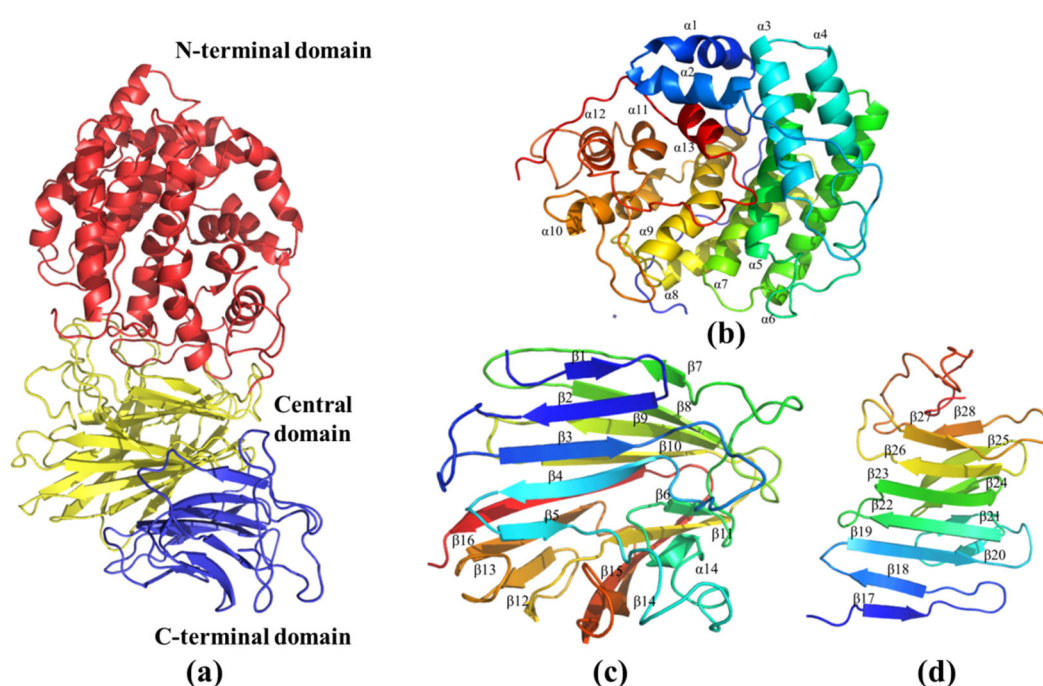 N-terminal domain
Central
domain
C-terminal domain
(a)
α1
α2
α3
α4
α12
α11
α13
α10
α9
α8
α7
α5
α6
(b)
β1
β7
β2
β8
β9
β3
β10
β4
β6
β5
β11
β16
β13
β15
α14
β12
β14
(c)
β27
β28
β26
β25
β23
β24
β22
β21
β19
β20
β18
β17
(d)